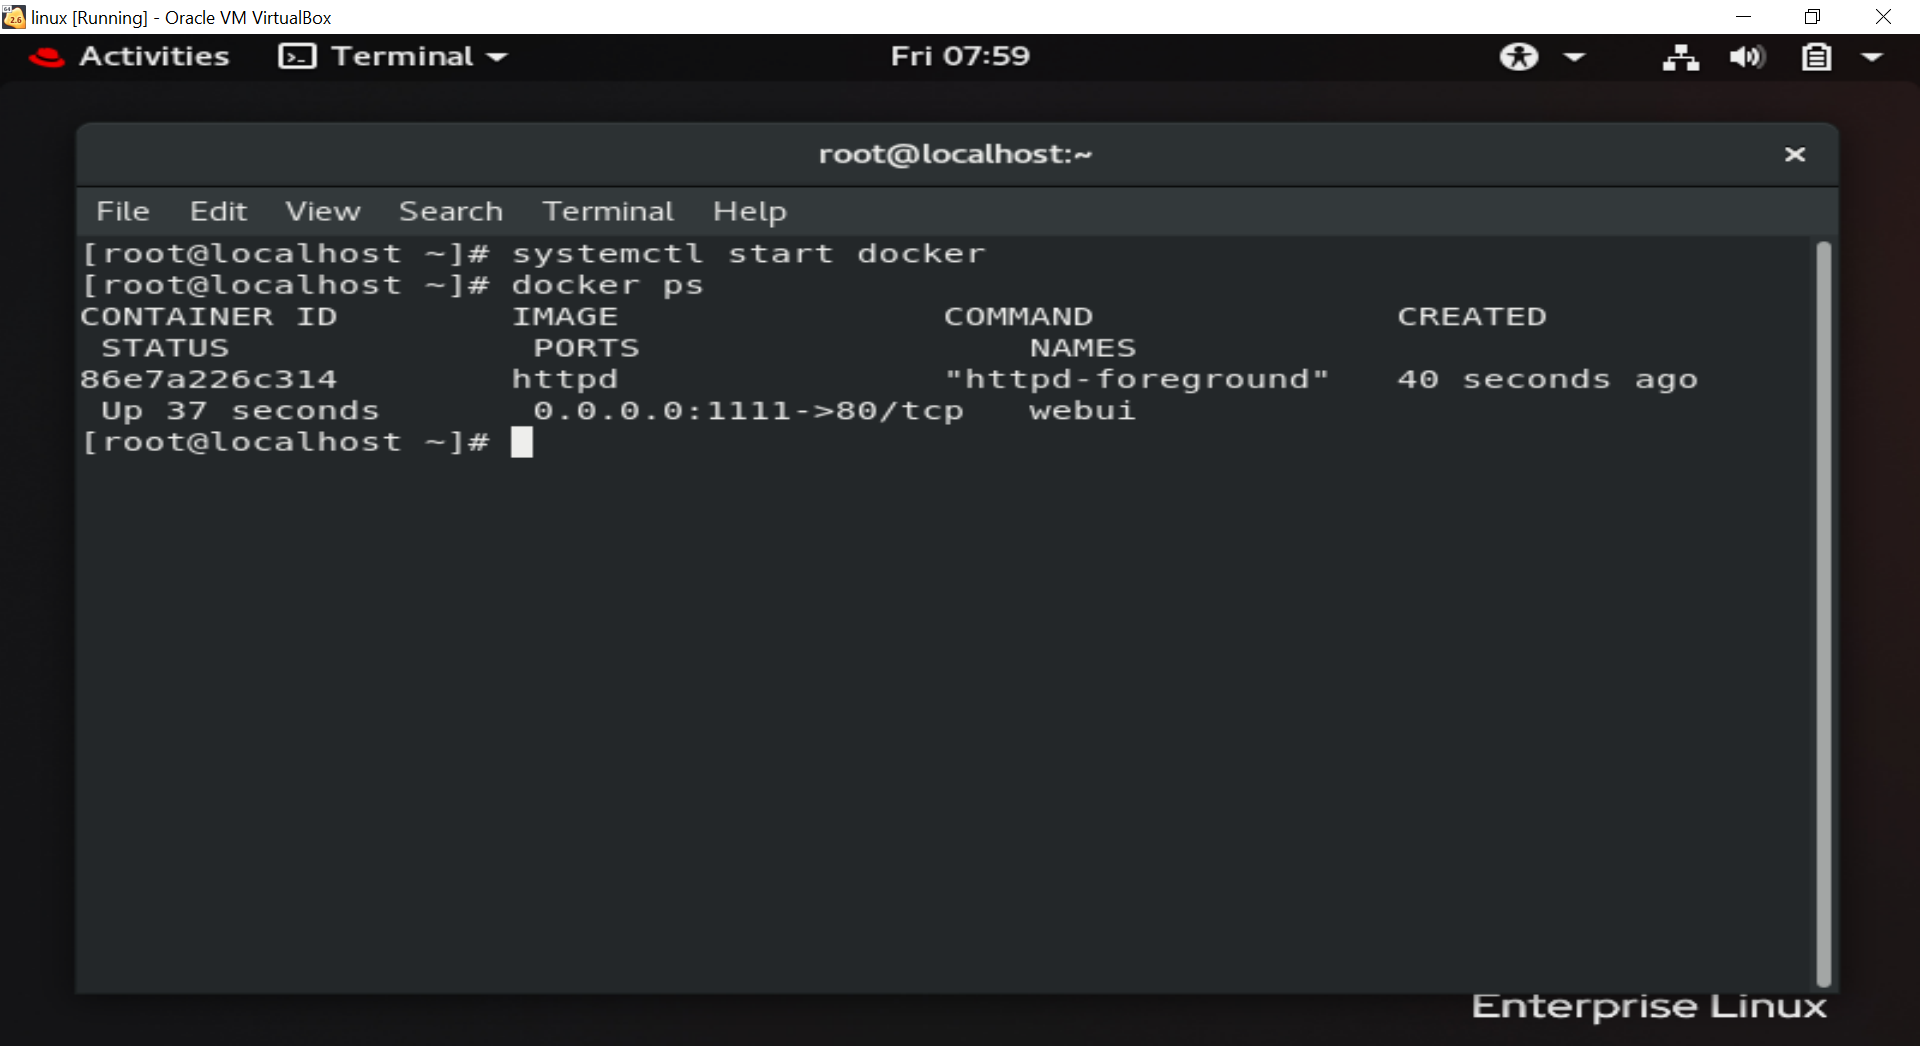 linux [Running] - Oracle VM VirtualBox
Activities Terminal Fri 07:59
root@localhost:~
File Edit View Search Terminal Help
[root@localhost ~]# systemctl start docker
[root@localhost ~]# docker ps
CONTAINER ID IMAGE COMMAND CREATED
STATUS PORTS NAMES
86e7a226c314 httpd "httpd-foreground" 40 seconds ago
Up 37 seconds 0.0.0.0:1111->80/tcp webui
[root@localhost ~]#
Enterprise Linux